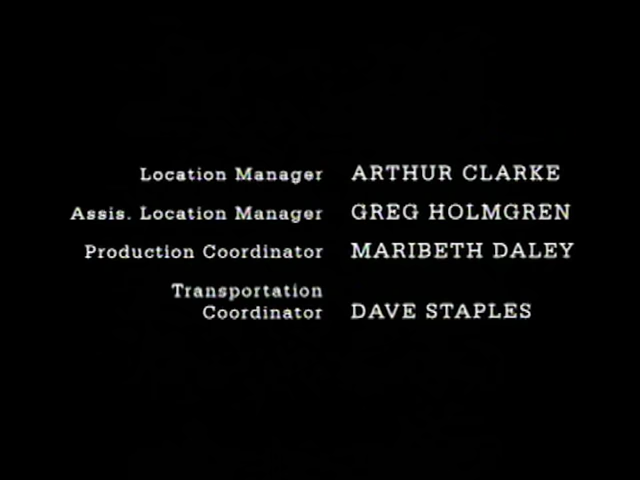 Location Manager ARTHUR CLARKE
Assis. Location Manager GREG HOLMGREN
Production Coordinator MARIBETH DALEY
Transportation
Coordinator DAVE STAPLES